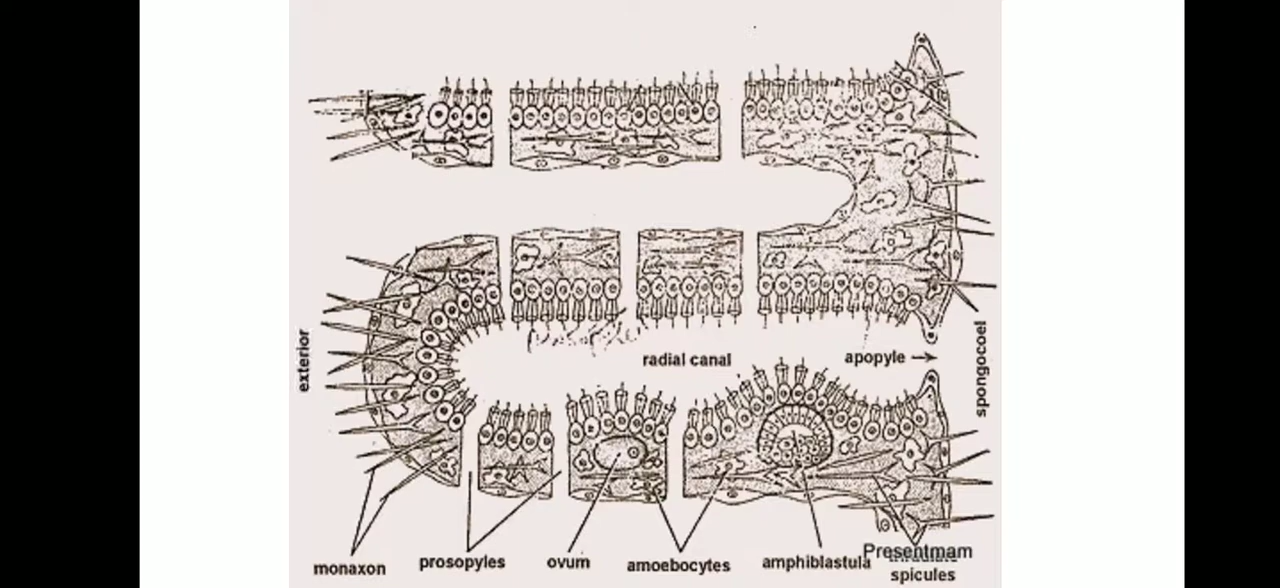 exterior
radial canal
apopyle
spongocoel
monaxon
prosopyles
ovum
amoebocytes
amphiblastula
Presentmam
spicules